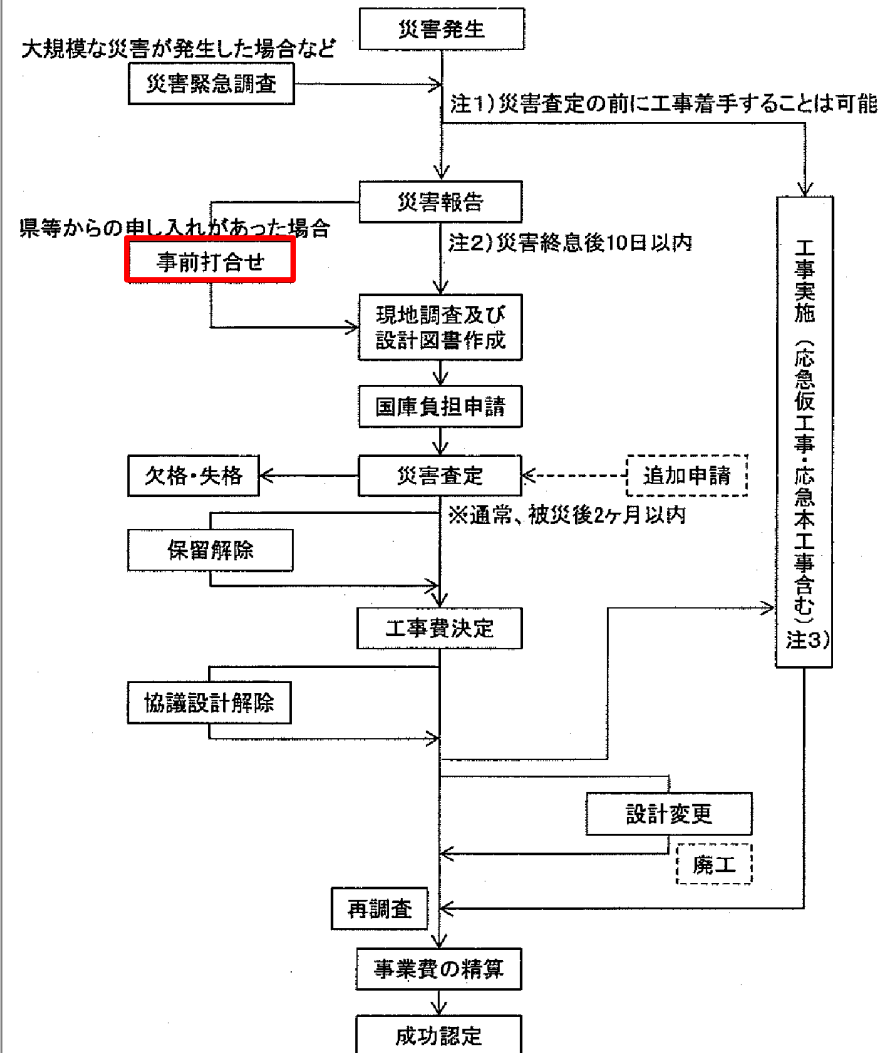 災害発生
大規模な災害が発生した場合など
災害緊急調査
注1)災害査定の前に工事着手することは可能
災害報告
県等からの申し入れがあった場合
注2)災害終息後10日以内
事前打合せ
現地調査及び
設計図書作成
国庫負担申請
欠格・失格
災害査定
追加申請
※通常、被災後2ヶ月以内
保留解除
工事費決定
工事実施(応急仮工事・応急本工事含む)
注3)
協議設計解除
設計変更
廃工
再調査
事業費の精算
成功認定